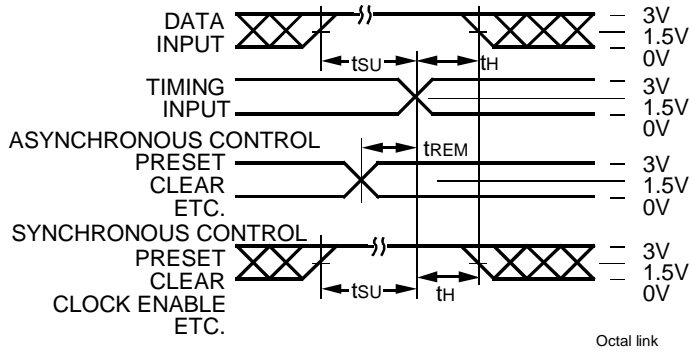 DATA
INPUT
tSU
tH
3V
1.5V
0V
TIMING
INPUT
3V
1.5V
0V
ASYNCHRONOUS CONTROL
PRESET
CLEAR
ETC.
tREM
3V
1.5V
0V
SYNCHRONOUS CONTROL
PRESET
CLEAR
CLOCK ENABLE
ETC.
tSU
tH
3V
1.5V
0V
Octal link